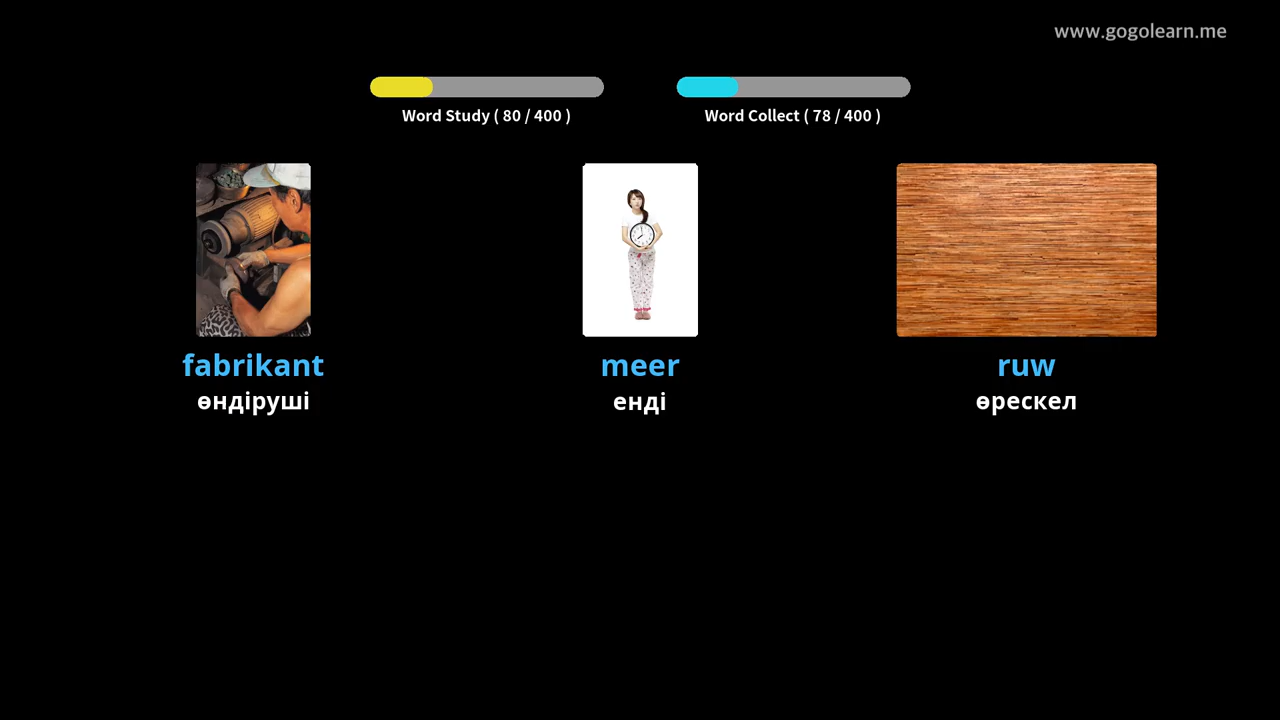 www.gogolearn.me
Word Study ( 80 / 400 )
Word Collect ( 78 / 400 )
fabrikant
өндіруші
meer
енді
ruw
өрескел